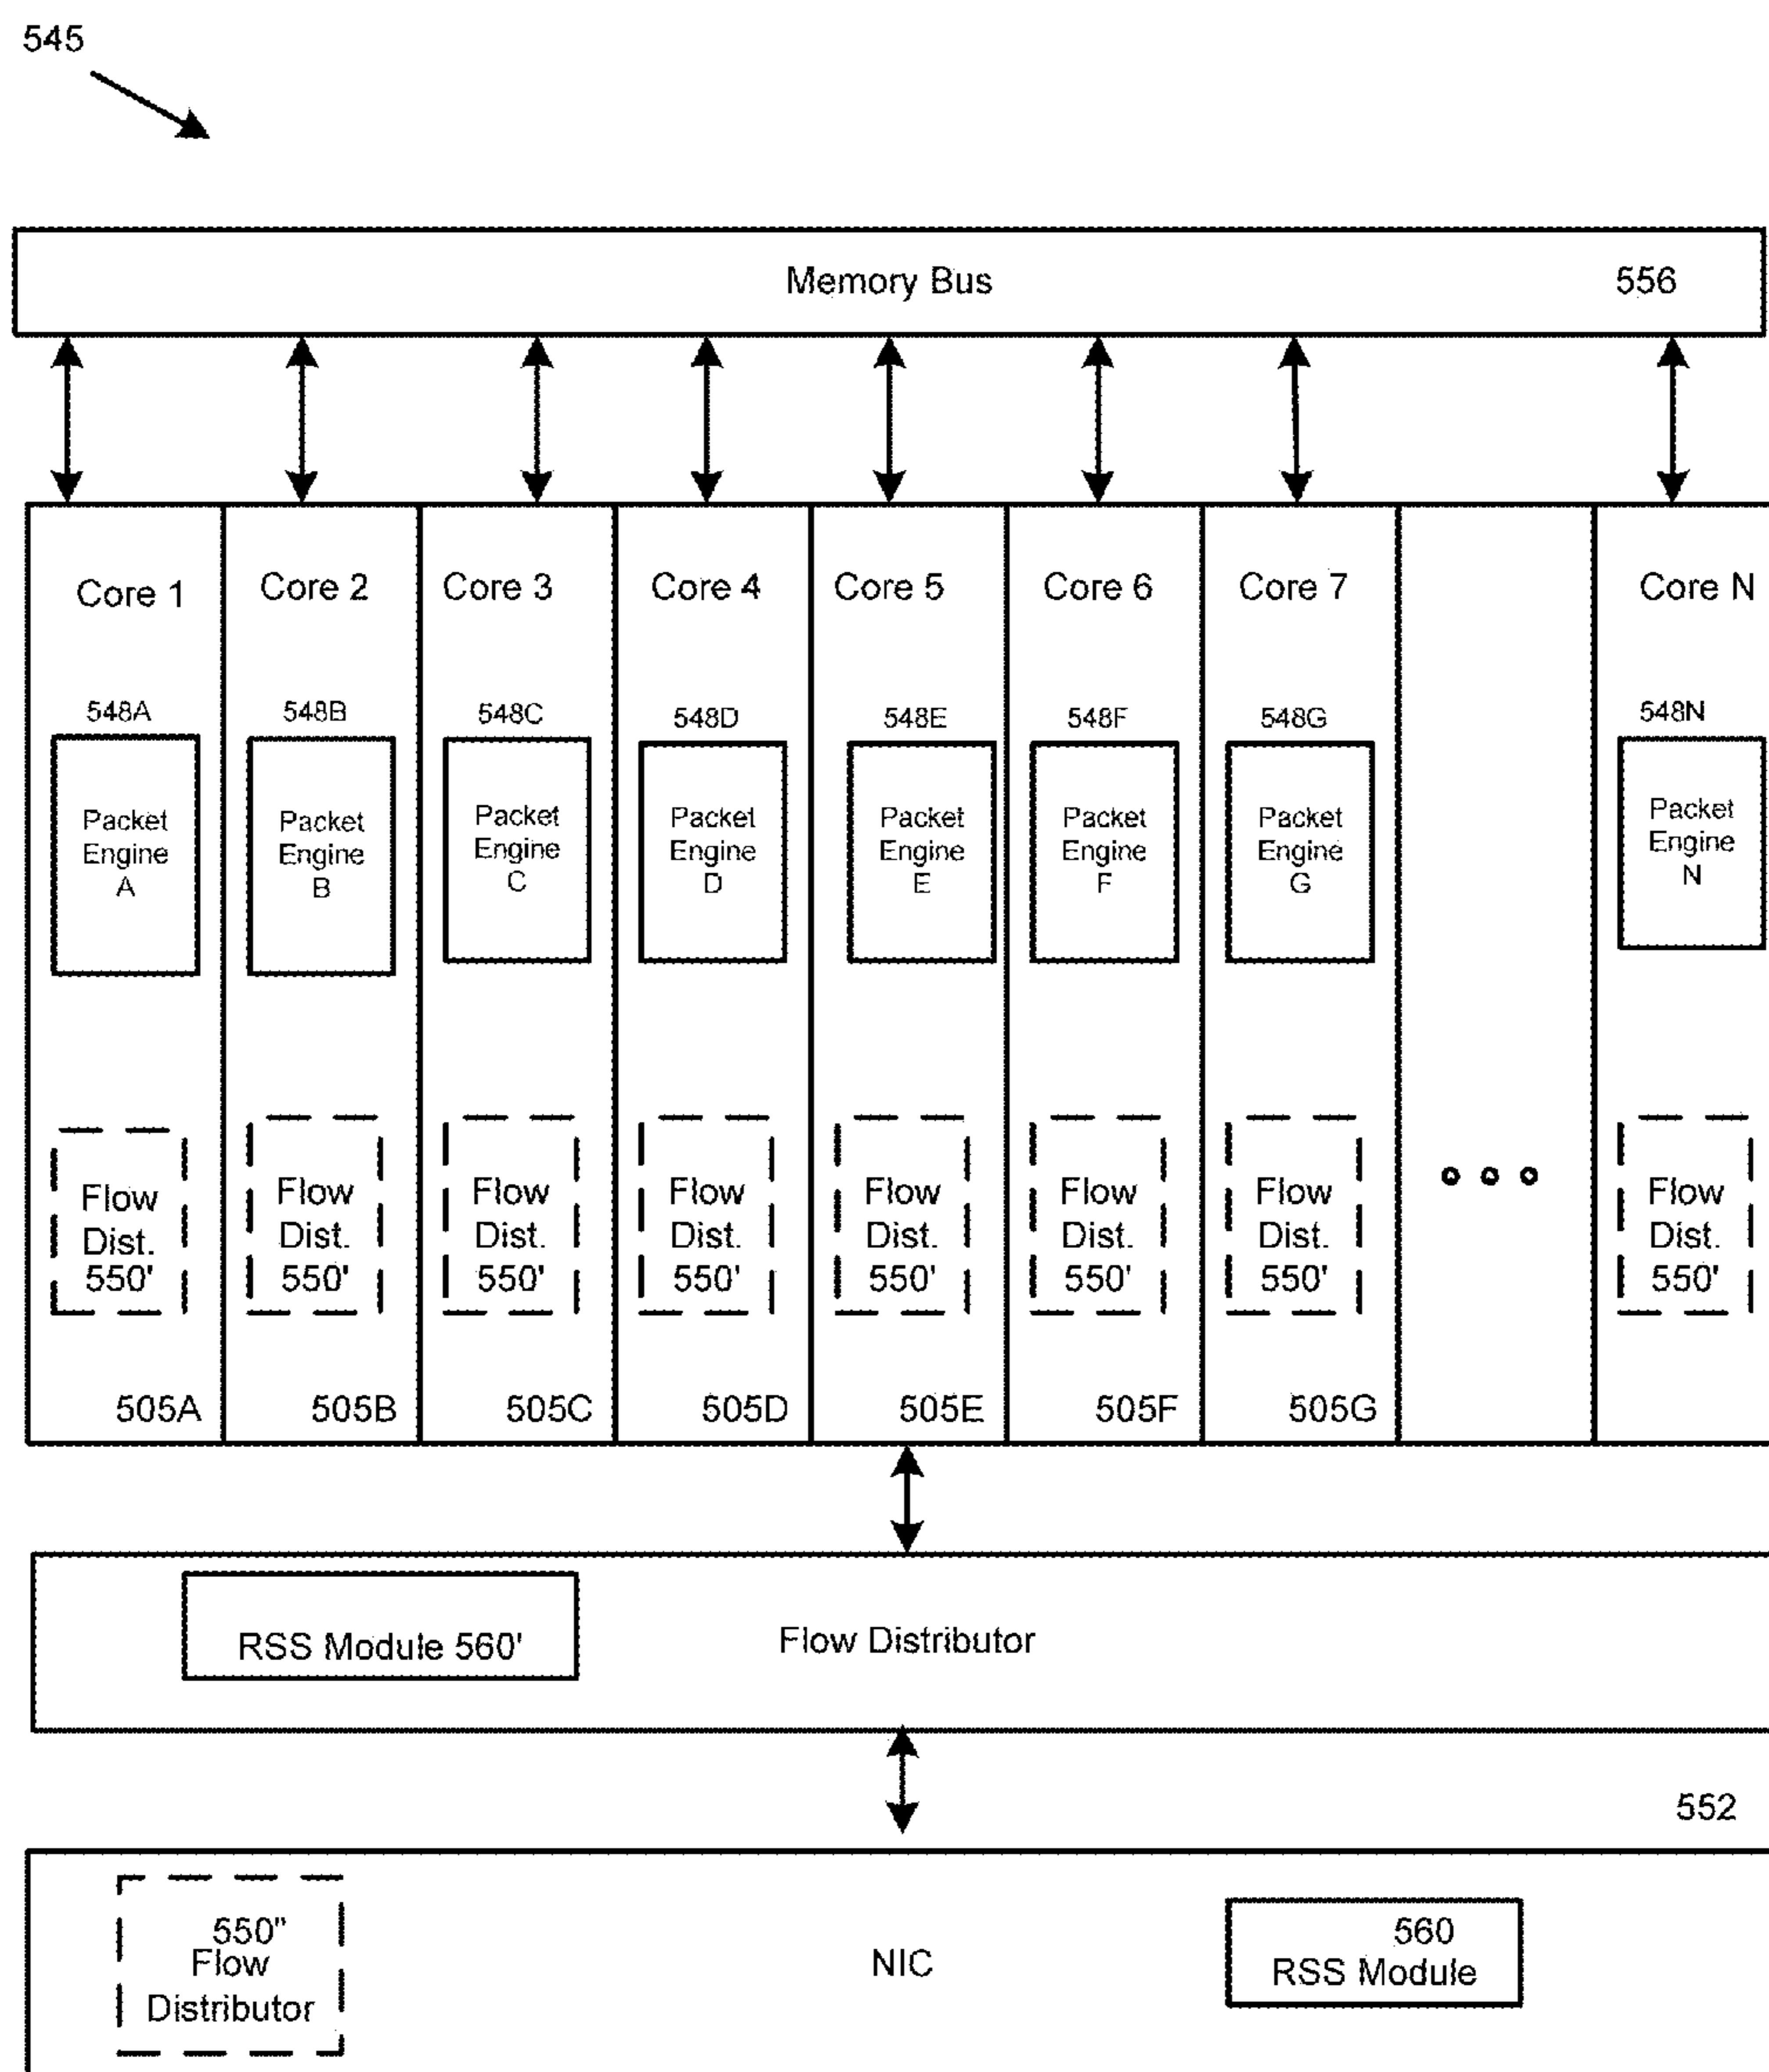 545
Memory Bus 556
Core 1 Core 2 Core 3 Core 4 Core 5 Core 6 Core 7 Core N
548A 548B 548C 548D 548E 548F 548G 548N
Packet Packet Packet Packet Packet Packet Packet Packet
Engine Engine Engine Engine Engine Engine Engine Engine
A B C D E F G N
Flow Flow Flow Flow Flow Flow Flow Flow
Dist. Dist. Dist. Dist. Dist. Dist. Dist. Dist.
550' 550' 550' 550' 550' 550' 550' 550'
505A 505B 505C 505D 505E 505F 505G
RSS Module 560' Flow Distributor
552
550"
Flow
Distributor
NIC
560
RSS Module